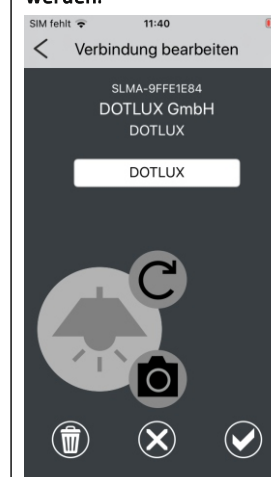 werden.
SIM fehlt 11:40
Verbindung bearbeiten
SLMA-9FFE1E84
DOTLUX GmbH
DOTLUX
DOTLUX